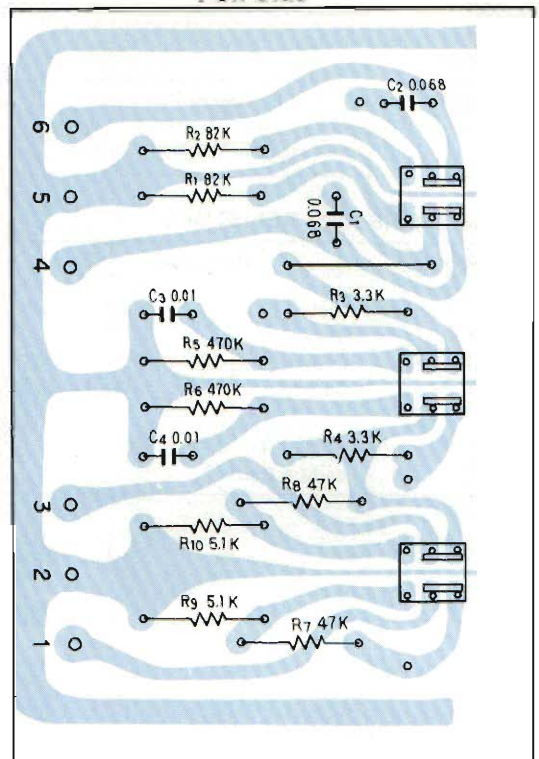 C2 0.068
6
R2 82K
5
R1 82K
C1
0.068
4
C3 0.01
R3 3.3K
R5 470K
R6 470K
C4 0.01
R4 3.3K
R8 47K
3
R10 5.1K
2
R9 5.1K
R7 47K
1